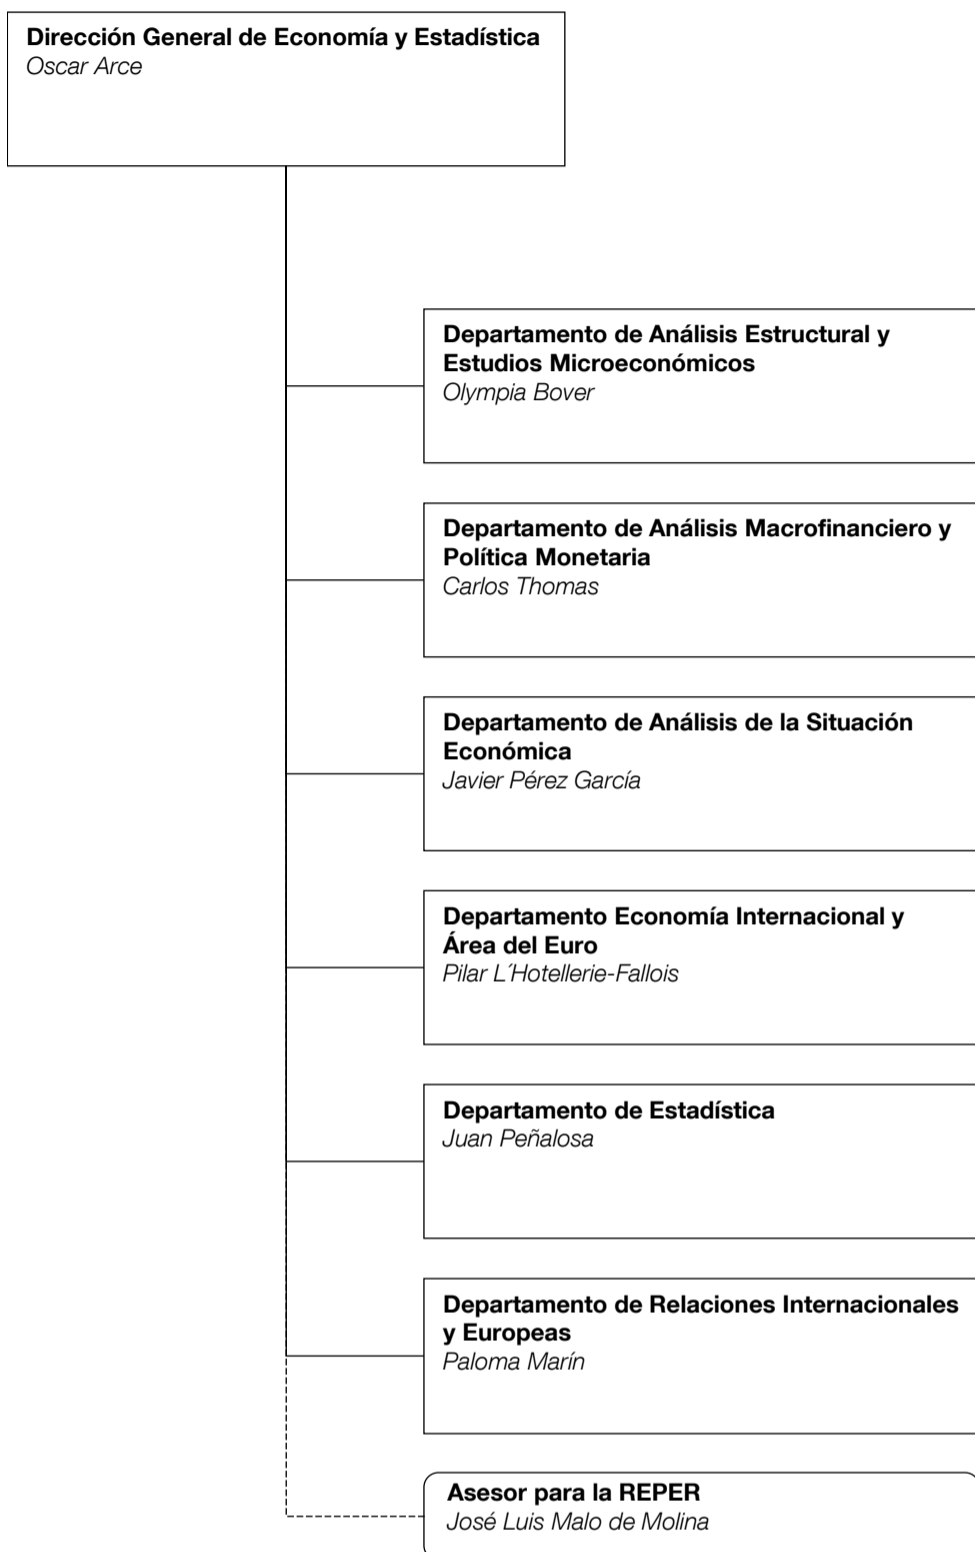 Dirección General de Economía y Estadística
Oscar Arce
Departamento de Análisis Estructural y
Estudios Microeconómicos
Olympia Bover
Departamento de Análisis Macrofinanciero y
Política Monetaria
Carlos Thomas
Departamento de Análisis de la Situación
Económica
Javier Pérez García
Departamento Economía Internacional y
Área del Euro
Pilar L´Hotellerie-Fallois
Departamento de Estadística
Juan Peñalosa
Departamento de Relaciones Internacionales
y Europeas
Paloma Marín
Asesor para la REPER
José Luis Malo de Molina